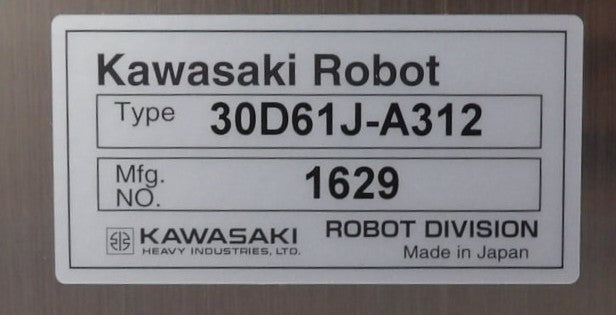 Kawasaki Robot
Type 30D61J-A312
Mfg.
NO. 1629
KAWASAKI
HEAVY INDUSTRIES, LTD.
ROBOT DIVISION
Made in Japan